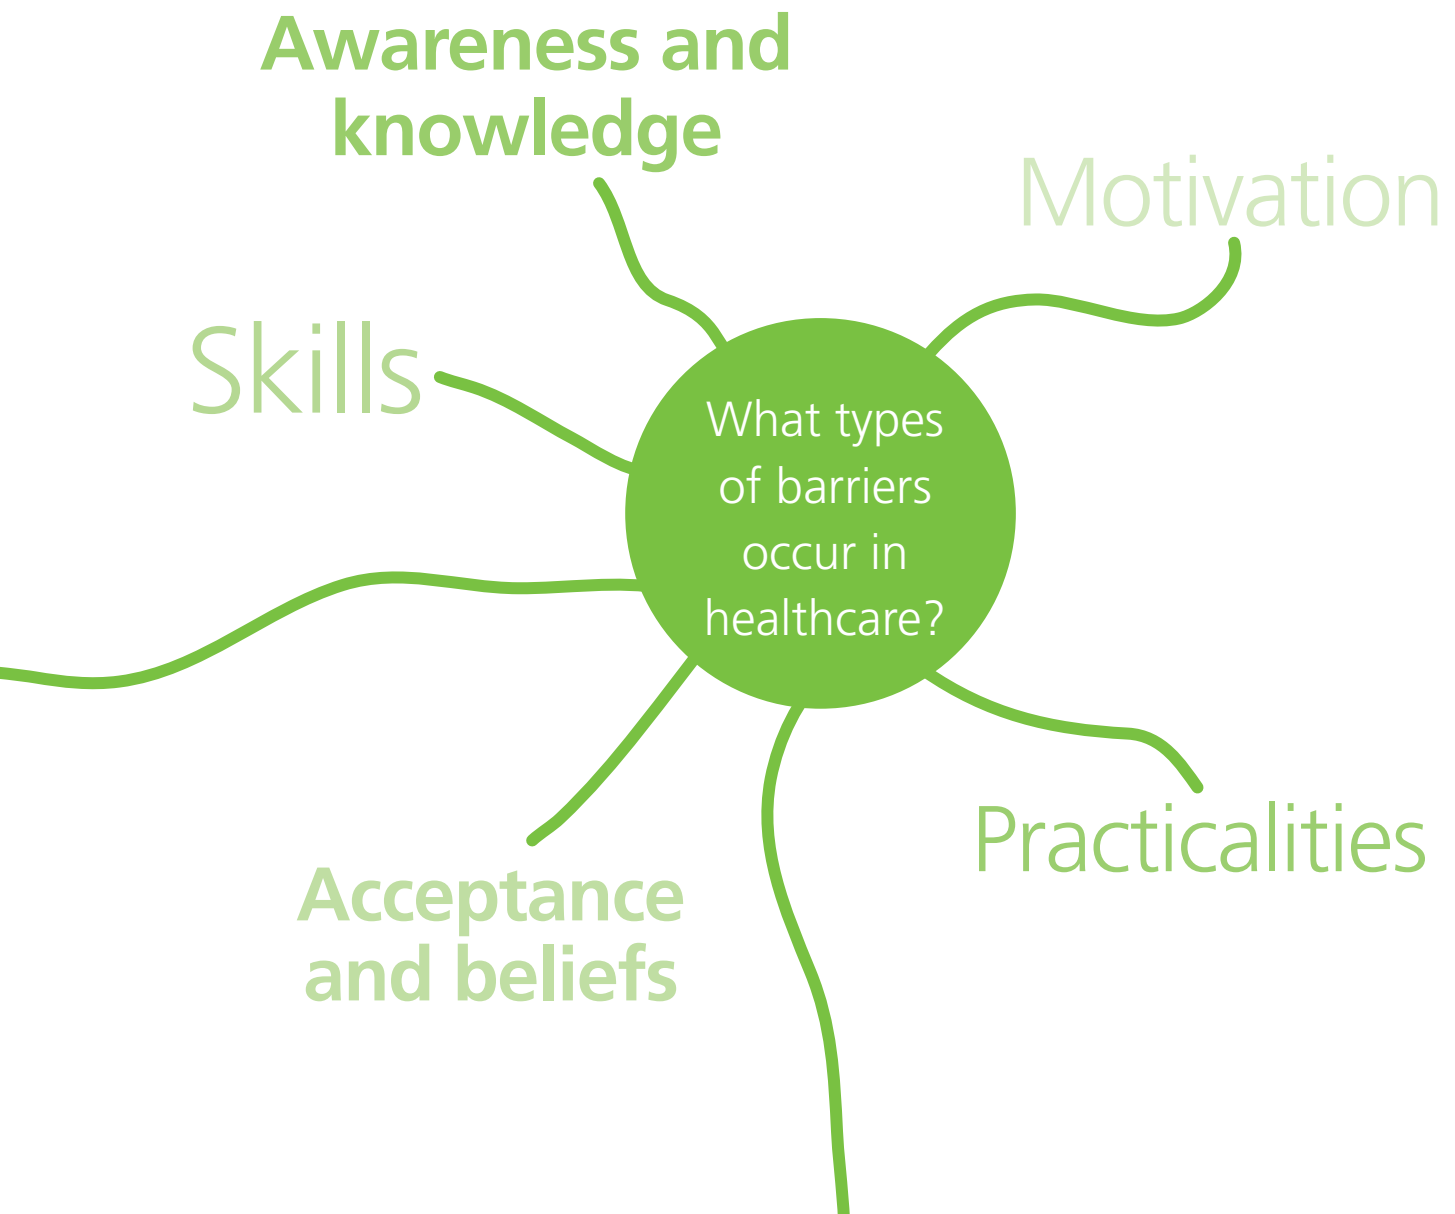 Awareness and
knowledge
Motivation
Skills
What types
of barriers
occur in
healthcare?
Practicalities
Acceptance
and beliefs